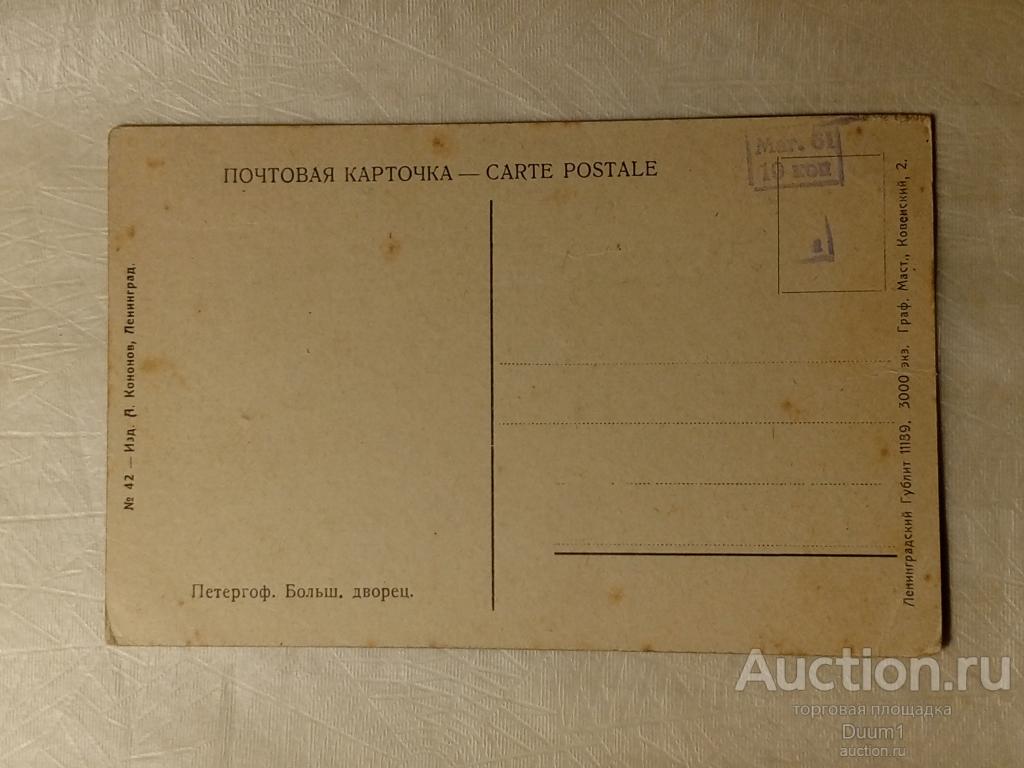 ПОЧТОВАЯ КАРТОЧКА — CARTE POSTALE
Маг. 61
10 коп
№ 42 — Изд. Л. Кононов, Ленинград.
Петергоф. Больш. дворец.
Ленинградский Гублит 11189. 3000 экз. Граф. Маст., Ковенский, 2.
Auction.ru
торговая площадка
Duum1
auction.ru